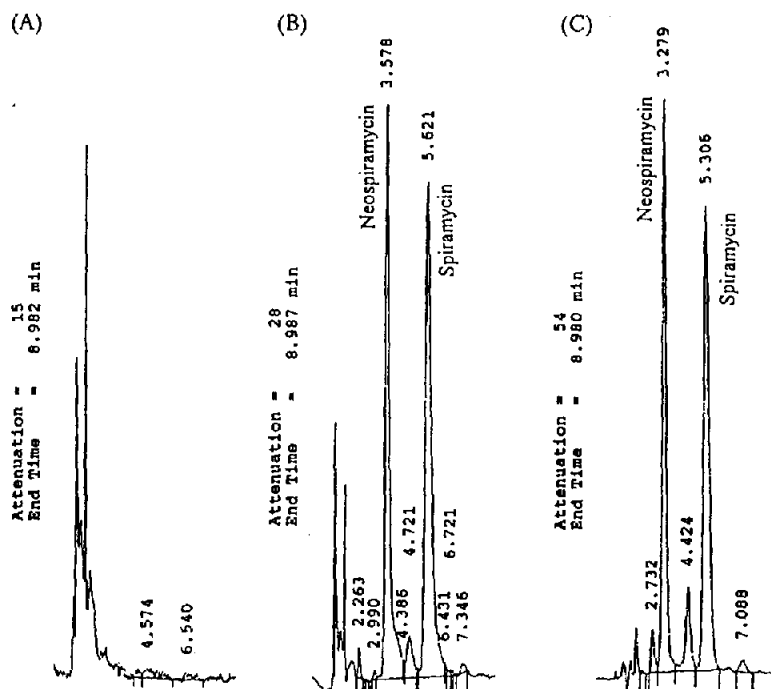 (A)
Attenuation = 15
End Time = 8.982 min
4.574
6.540
(B)
Attenuation = 28
End Time = 8.987 min
2.263
2.990
3.578
Neospiramycin
4.386
4.721
5.621
Spiramycin
6.431
6.721
7.346
(C)
Attenuation = 54
End Time = 8.980 min
2.732
3.279
Neospiramycin
4.424
5.306
Spiramycin
7.088